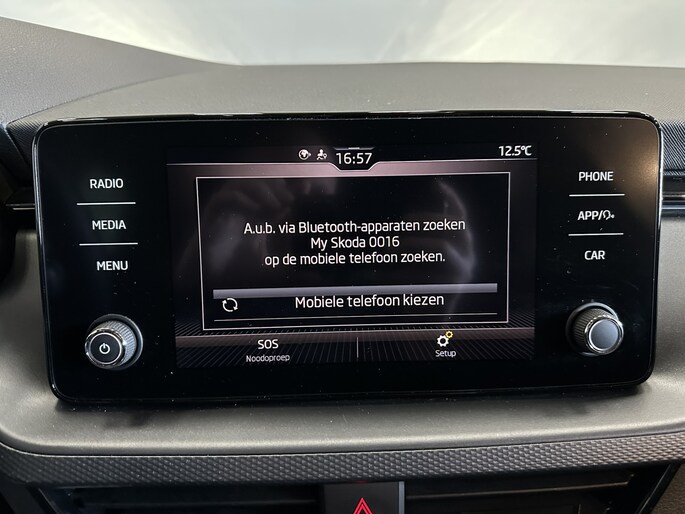 16:57
12.5°C
RADIO
MEDIA
MENU
A.u.b. via Bluetooth-apparaten zoeken
My Skoda 0016
op de mobiele telefoon zoeken.
Mobiele telefoon kiezen
SOS
Noodoproep
Setup
PHONE
APP/
CAR